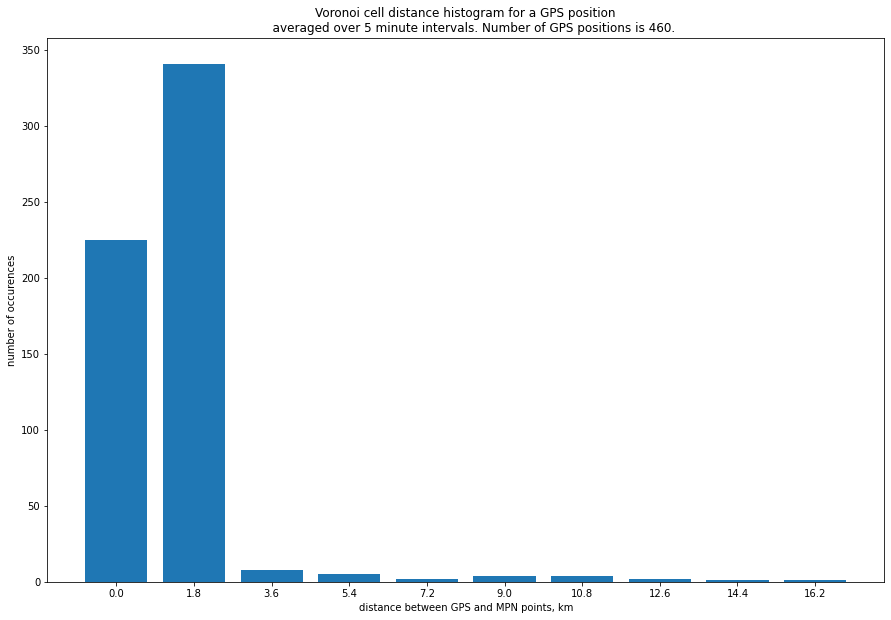 Voronoi cell distance histogram for a GPS position
averaged over 5 minute intervals. Number of GPS positions is 460.
350
300
250
200
150
100
50
0
number of occurences
0.0 1.8 3.6 5.4 7.2 9.0 10.8 12.6 14.4 16.2
distance between GPS and MPN points, km